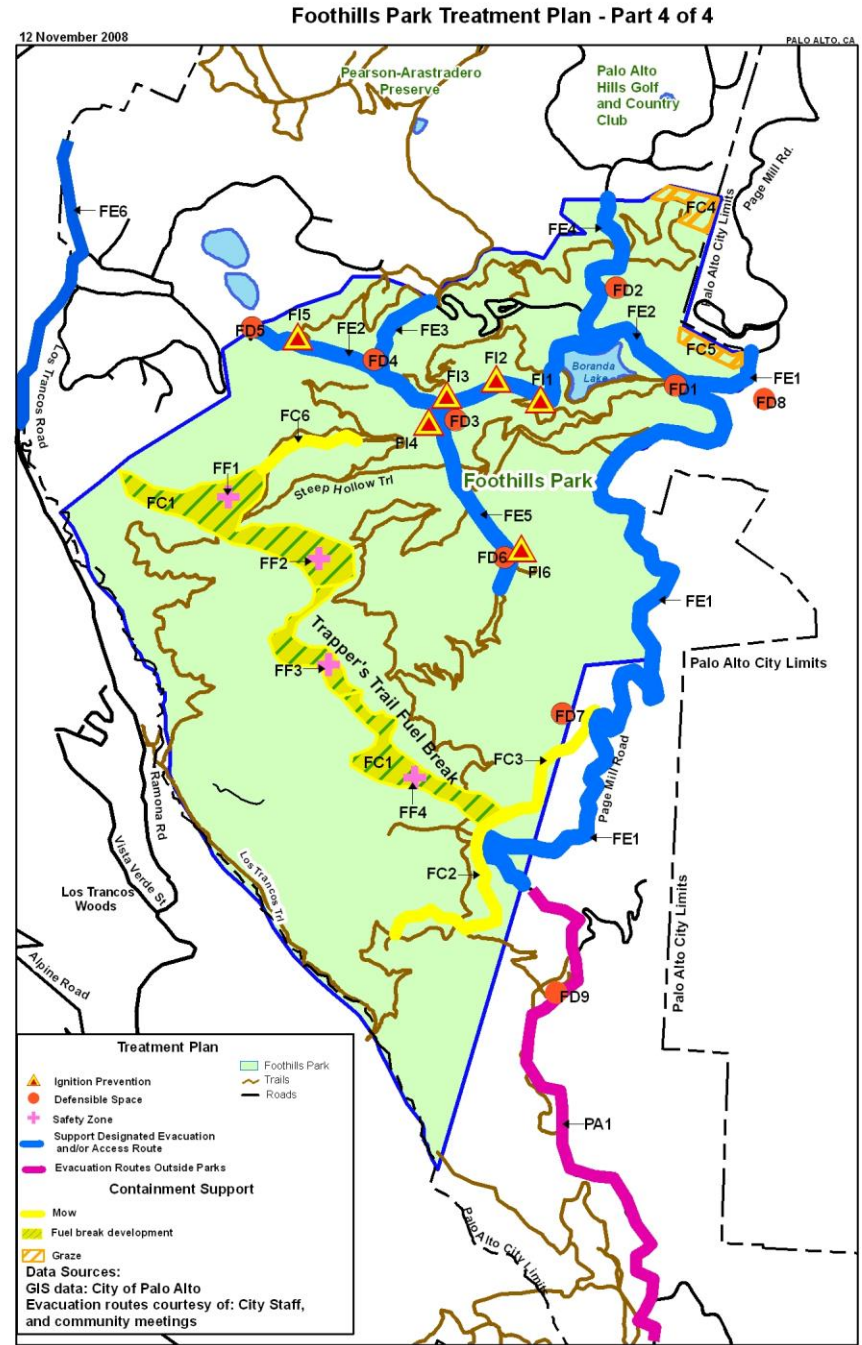 Foothills Park Treatment Plan - Part 4 of 4
12 November 2008
PALO ALTO, CA
Pearson-Arastradero
Preserve
Palo Alto
Hills Golf
and Country
Club
Page Mill Rd.
Palo Alto City Limits
FC4
FE6
FE4
FD2
FE2
FC5
FI5
FD5
FE2
FE3
FD4
FI3
FI2
FI1
Boranda
Lake
FD1
FE1
FD8
Los Trancos Road
FC6
FI4
FD3
FF1
FC1
Steep Hollow Trl
Foothills Park
FE5
FF2
FD6
FI6
FE1
Trapper's Trail Fuel Break
Palo Alto City Limits
FF3
FD7
FC3
FC1
FF4
Page Mill Road
FE1
Ramona Rd
Vista Verde St
Los Trancos
Woods
Los Trancos Trl
FC2
Alpine Road
Palo Alto City Limits
FD9
PA1
Palo Alto City Limits
Treatment Plan
Ignition Prevention
Defensible Space
Safety Zone
Support Designated Evacuation
and/or Access Route
Evacuation Routes Outside Parks
Foothills Park
Trails
Roads
Containment Support
Mow
Fuel break development
Graze
Data Sources:
GIS data: City of Palo Alto
Evacuation routes courtesy of: City Staff,
and community meetings